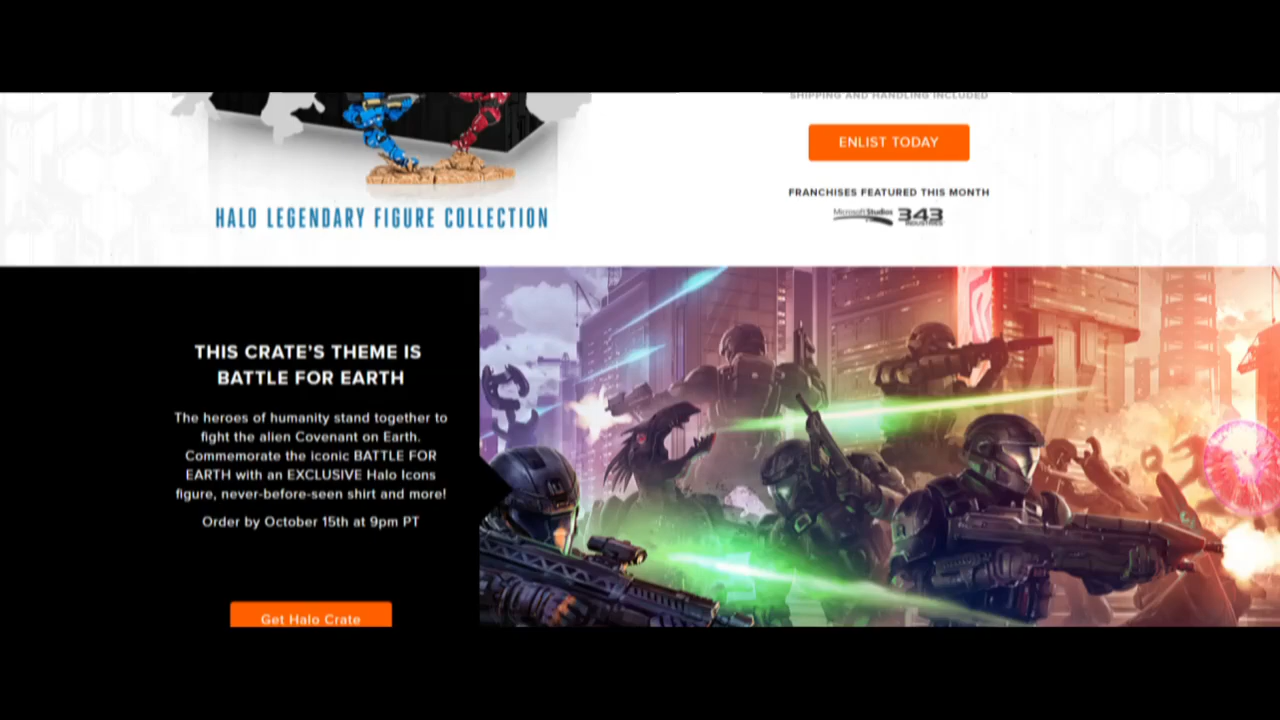 SHIPPING AND HANDLING INCLUDED
ENLIST TODAY
FRANCHISES FEATURED THIS MONTH
Microsoft Studios
343
INDUSTRIES
HALO LEGENDARY FIGURE COLLECTION
THIS CRATE'S THEME IS
BATTLE FOR EARTH
The heroes of humanity stand together to
fight the alien Covenant on Earth.
Commemorate the iconic BATTLE FOR
EARTH with an EXCLUSIVE Halo Icons
figure, never-before-seen shirt and more!
Order by October 15th at 9pm PT
Get Halo Crate